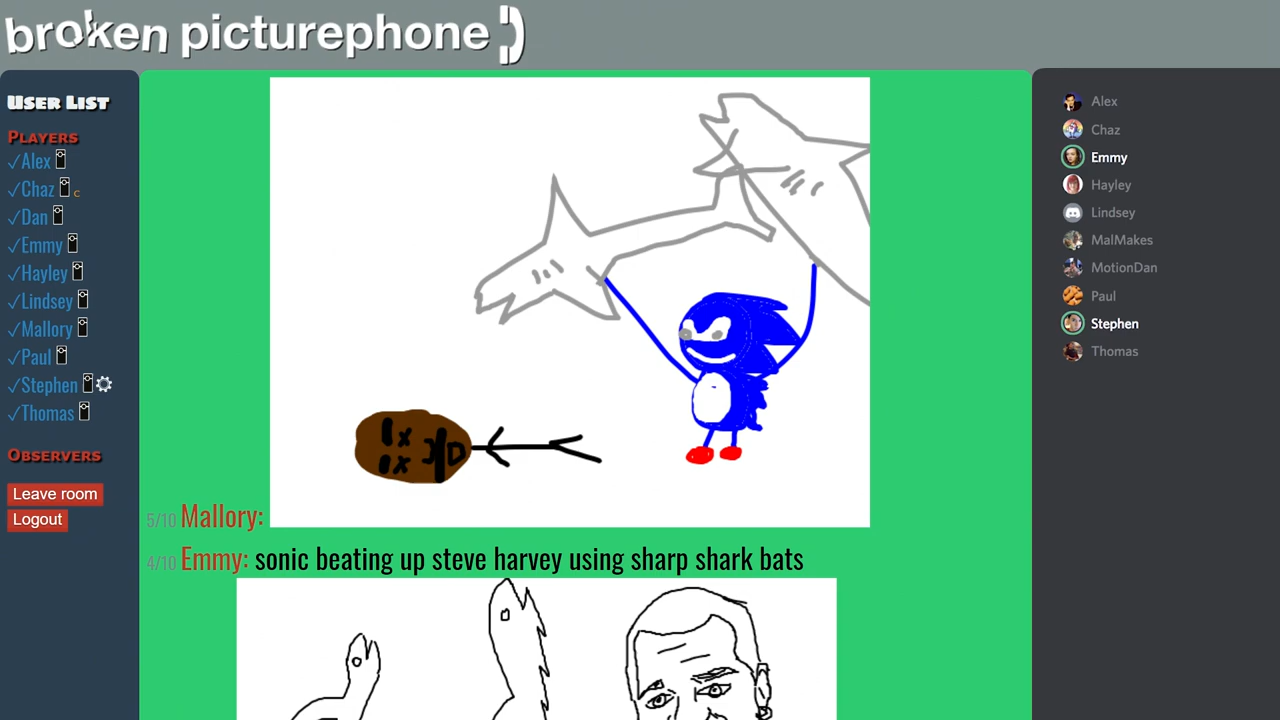 broken picturephone
User List
Players
✓Alex
✓Chaz c
✓Dan
✓Emmy
✓Hayley
✓Lindsey
✓Mallory
✓Paul
✓Stephen
✓Thomas
Observers
Leave room
Logout
5/10 Mallory:
4/10 Emmy: sonic beating up steve harvey using sharp shark bats
Alex
Chaz
Emmy
Hayley
Lindsey
MalMakes
MotionDan
Paul
Stephen
Thomas